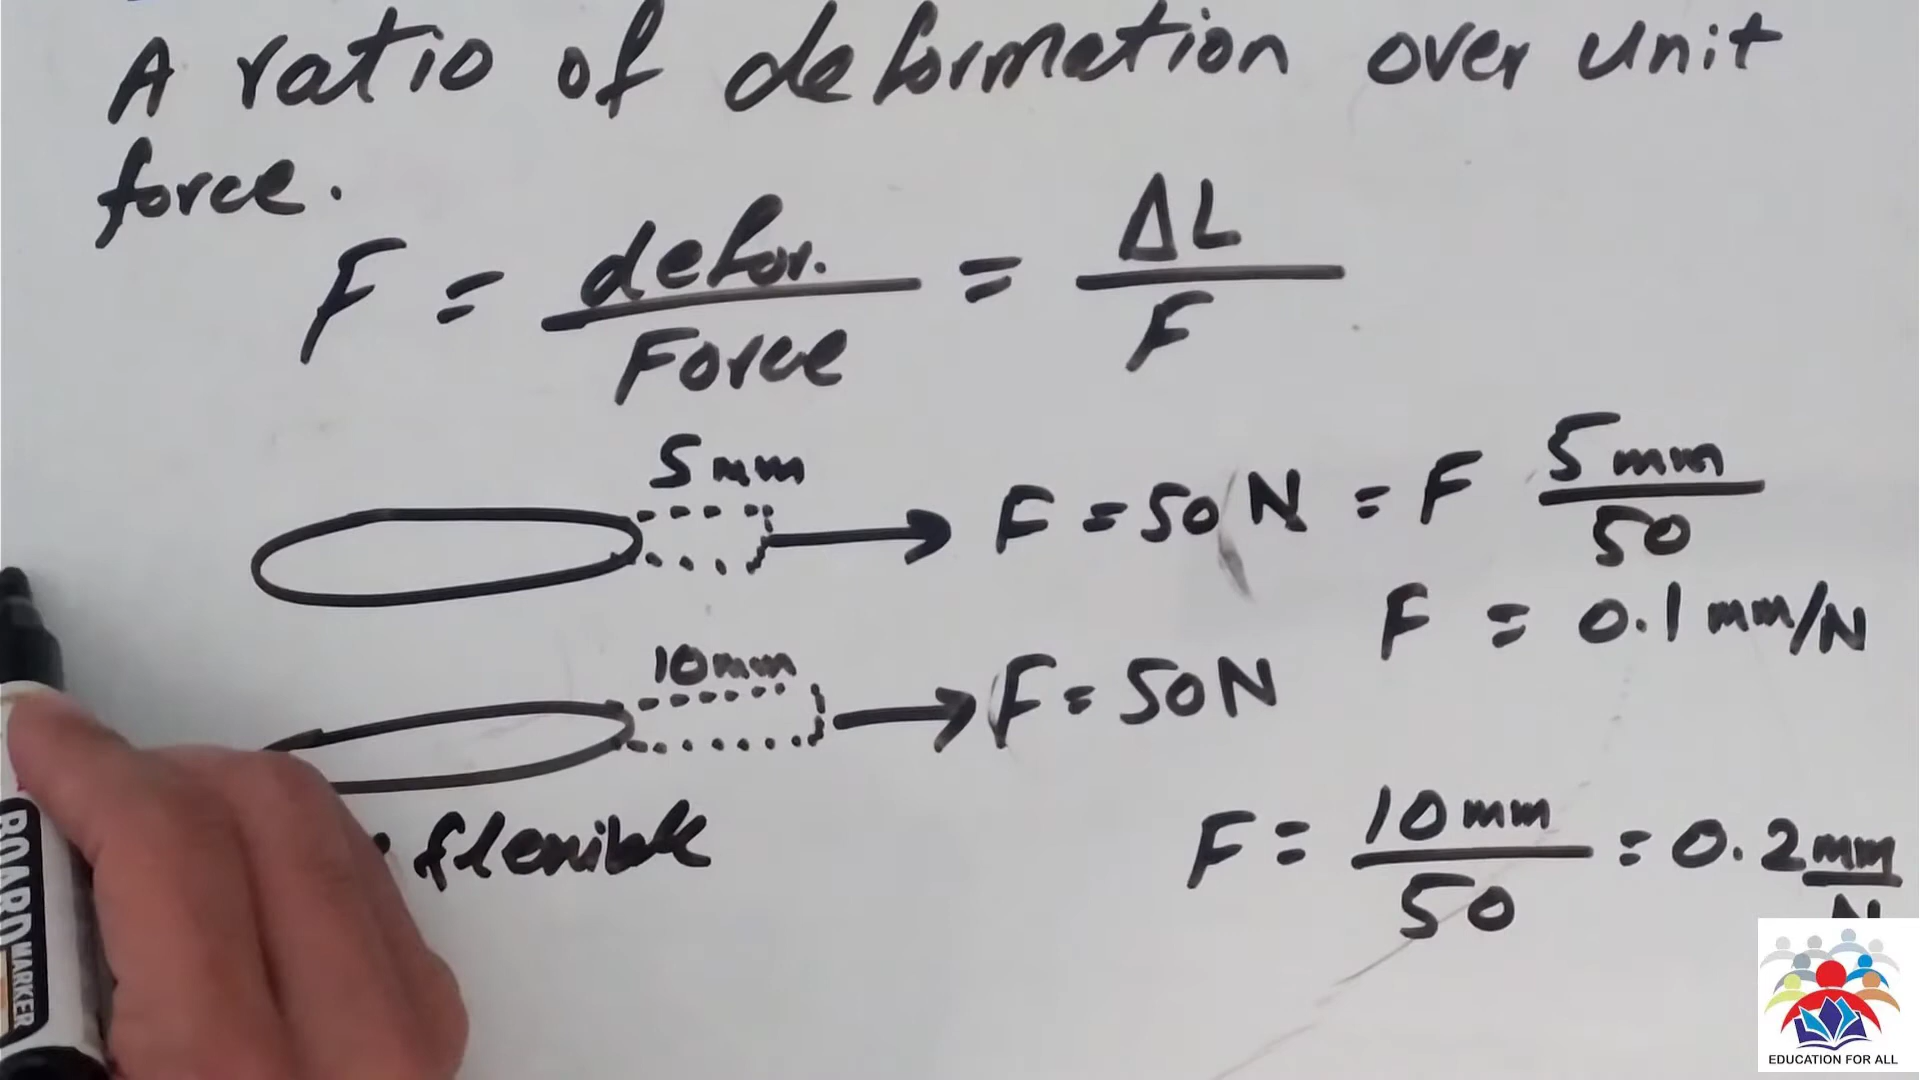 A ratio of deformation over unit
force.
F = defor. / Force = ΔL / F
5mm
F = 50N = F 5mm / 50
F = 0.1 mm/N
10mm
F = 50N
F = 10mm / 50 = 0.2 mm / N
flexible
BOARD MARKER
EDUCATION FOR ALL